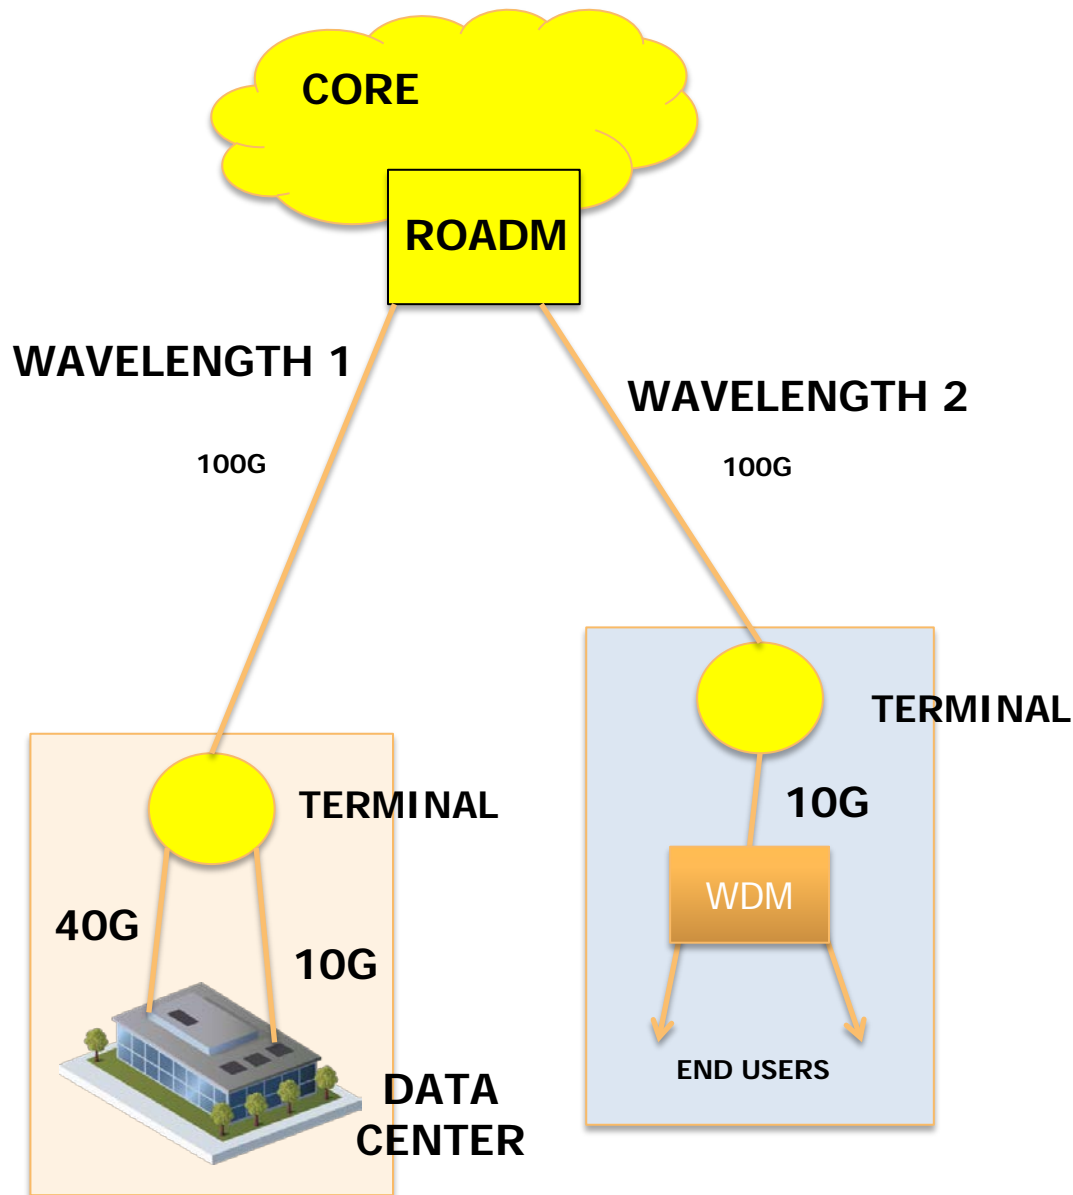 CORE
ROADM
WAVELENGTH 1
WAVELENGTH 2
100G
100G
TERMINAL
TERMINAL
10G
WDM
40G
10G
END USERS
DATA
CENTER